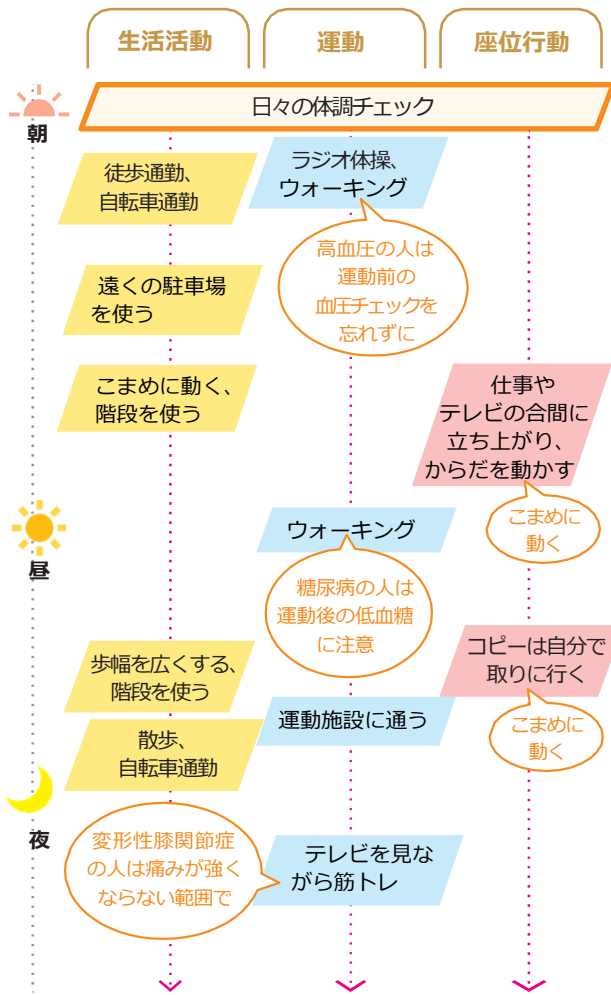 生活活動
運動
座位行動
日々の体調チェック
朝
徒歩通勤、
自転車通勤
ラジオ体操、
ウォーキング
高血圧の人は
運動前の
血圧チェックを
忘れずに
遠くの駐車場
を使う
こまめに動く、
階段を使う
仕事や
テレビの合間に
立ち上がり、
からだを動かす
こまめに
動く
昼
ウォーキング
糖尿病の人は
運動後の低血糖
に注意
歩幅を広くする、
階段を使う
コピーは自分で
取りに行く
こまめに
動く
運動施設に通う
散歩、
自転車通勤
夜
変形性膝関節症
の人は痛みが強く
ならない範囲で
テレビを見な
がら筋トレ